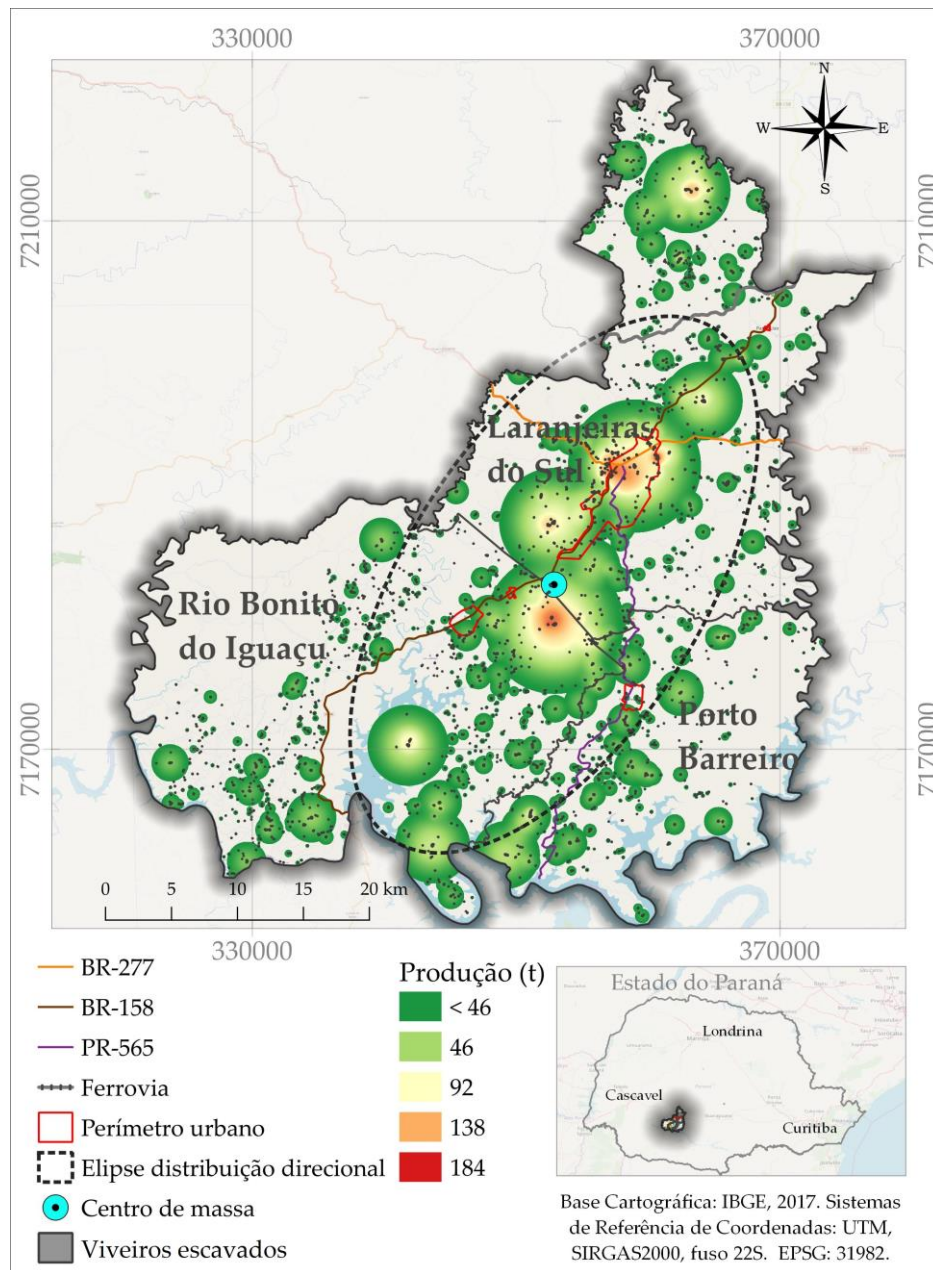 330000
370000
N
W
E
S
7210000
7210000
Laranjeiras
do Sul
Rio Bonito
do Iguaçu
Porto
Barreiro
7170000
7170000
0 5 10 15 20 km
330000
370000
BR-277
BR-158
PR-565
Ferrovia
Perímetro urbano
Elipse distribuição direcional
Centro de massa
Viveiros escavados
Produção (t)
< 46
46
92
138
184
Estado do Paraná
Londrina
Cascavel
Curitiba
Base Cartográfica: IBGE, 2017. Sistemas
de Referência de Coordenadas: UTM,
SIRGAS2000, fuso 22S. EPSG: 31982.